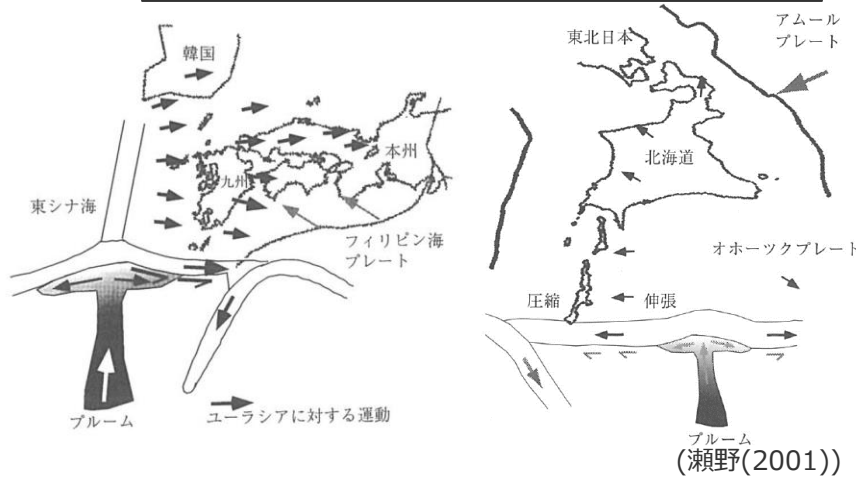 韓国
本州
九州
東シナ海
フィリピン海
プレート
プルーム
ユーラシアに対する運動
東北日本
アムール
プレート
北海道
オホーツクプレート
圧縮
伸張
プルーム
(瀬野(2001))